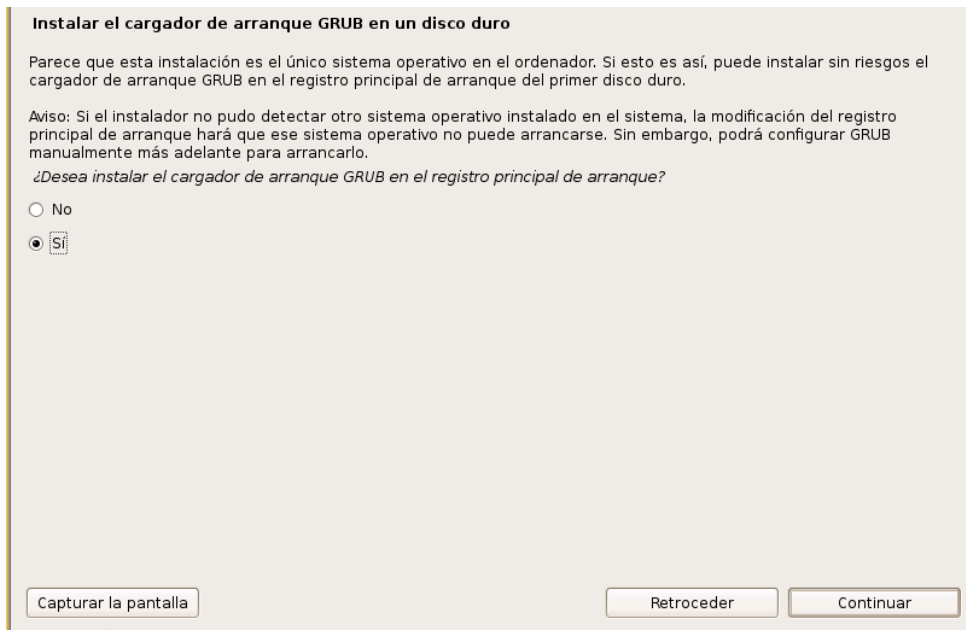 Instalar el cargador de arranque GRUB en un disco duro
Parece que esta instalación es el único sistema operativo en el ordenador. Si esto es así, puede instalar sin riesgos el
cargador de arranque GRUB en el registro principal de arranque del primer disco duro.
Aviso: Si el instalador no pudo detectar otro sistema operativo instalado en el sistema, la modificación del registro
principal de arranque hará que ese sistema operativo no puede arrancarse. Sin embargo, podrá configurar GRUB
manualmente más adelante para arrancarlo.
¿Desea instalar el cargador de arranque GRUB en el registro principal de arranque?
No
Sí
Capturar la pantalla
Retroceder
Continuar